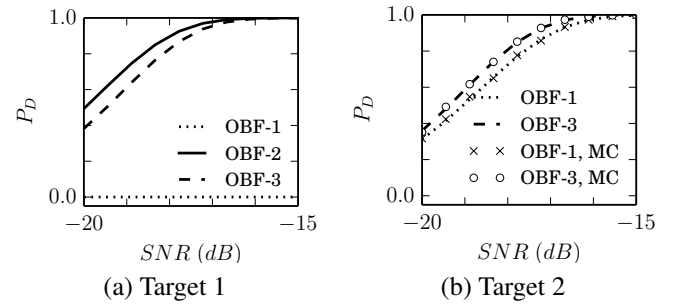 1.0
P_D
OBF-1
OBF-2
OBF-3
0.0
−20
−15
SNR (dB)
(a) Target 1
1.0
P_D
OBF-1
OBF-3
OBF-1, MC
OBF-3, MC
0.0
−20
−15
SNR (dB)
(b) Target 2